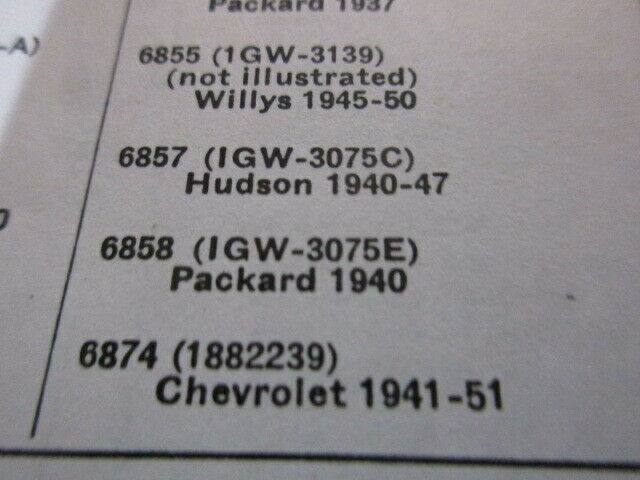 Packard 1937
-A)
6855 (1GW-3139)
(not illustrated)
Willys 1945-50
6857 (IGW-3075C)
Hudson 1940-47
6858 (IGW-3075E)
Packard 1940
6874 (1882239)
Chevrolet 1941-51